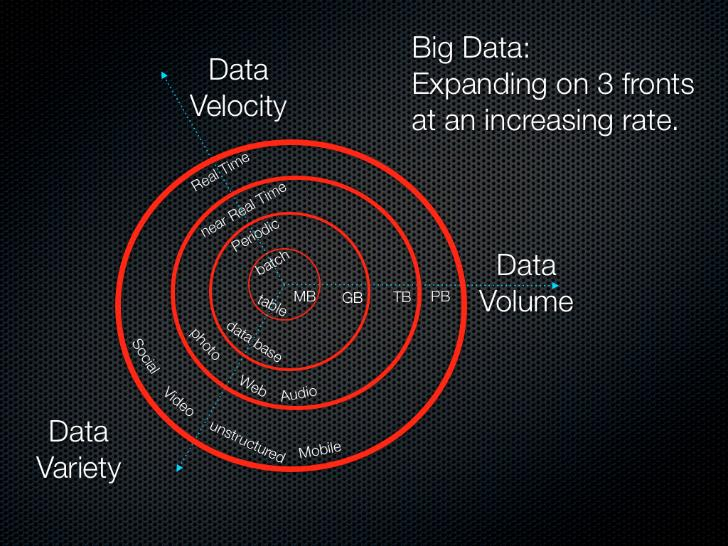 Big Data:
Expanding on 3 fronts
at an increasing rate.
Data
Velocity
Real Time
near Real Time
Periodic
batch
Data
Volume
MB GB TB PB
table
data base
photo Web Audio
Social Video unstructured Mobile
Data
Variety